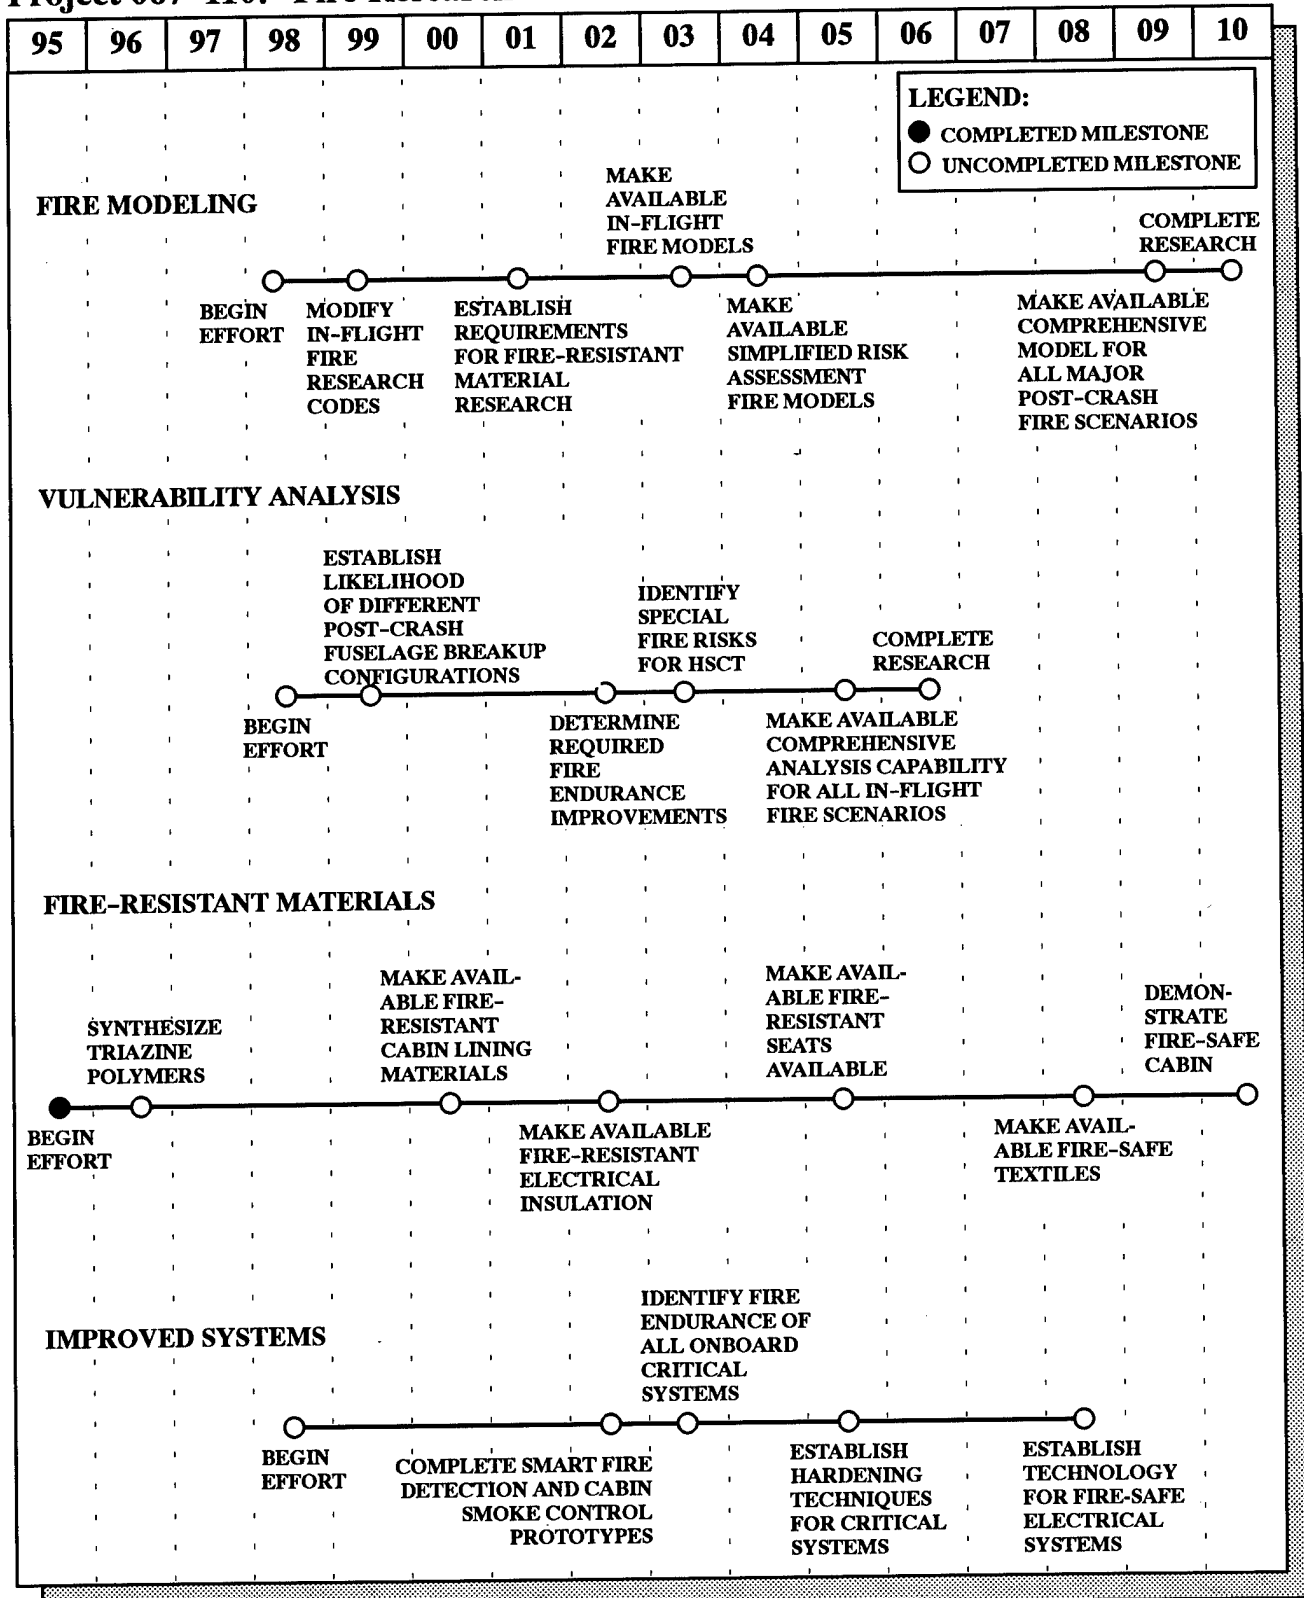 95 96 97 98 99 00 01 02 03 04 05 06 07 08 09 10
LEGEND:
COMPLETED MILESTONE
UNCOMPLETED MILESTONE
FIRE MODELING
MAKE
AVAILABLE
IN-FLIGHT
FIRE MODELS
COMPLETE
RESEARCH
BEGIN
EFFORT
MODIFY
IN-FLIGHT
FIRE
RESEARCH
CODES
ESTABLISH
REQUIREMENTS
FOR FIRE-RESISTANT
MATERIAL
RESEARCH
MAKE
AVAILABLE
SIMPLIFIED RISK
ASSESSMENT
FIRE MODELS
MAKE AVAILABLE
COMPREHENSIVE
MODEL FOR
ALL MAJOR
POST-CRASH
FIRE SCENARIOS
VULNERABILITY ANALYSIS
ESTABLISH
LIKELIHOOD
OF DIFFERENT
POST-CRASH
FUSELAGE BREAKUP
CONFIGURATIONS
IDENTIFY
SPECIAL
FIRE RISKS
FOR HSCT
COMPLETE
RESEARCH
BEGIN
EFFORT
DETERMINE
REQUIRED
FIRE
ENDURANCE
IMPROVEMENTS
MAKE AVAILABLE
COMPREHENSIVE
ANALYSIS CAPABILITY
FOR ALL IN-FLIGHT
FIRE SCENARIOS
FIRE-RESISTANT MATERIALS
SYNTHESIZE
TRIAZINE
POLYMERS
MAKE AVAIL-
ABLE FIRE-
RESISTANT
CABIN LINING
MATERIALS
MAKE AVAIL-
ABLE FIRE-
RESISTANT
SEATS
AVAILABLE
DEMON-
STRATE
FIRE-SAFE
CABIN
BEGIN
EFFORT
MAKE AVAILABLE
FIRE-RESISTANT
ELECTRICAL
INSULATION
MAKE AVAIL-
ABLE FIRE-SAFE
TEXTILES
IMPROVED SYSTEMS
IDENTIFY FIRE
ENDURANCE OF
ALL ONBOARD
CRITICAL
SYSTEMS
BEGIN
EFFORT
COMPLETE SMART FIRE
DETECTION AND CABIN
SMOKE CONTROL
PROTOTYPES
ESTABLISH
HARDENING
TECHNIQUES
FOR CRITICAL
SYSTEMS
ESTABLISH
TECHNOLOGY
FOR FIRE-SAFE
ELECTRICAL
SYSTEMS